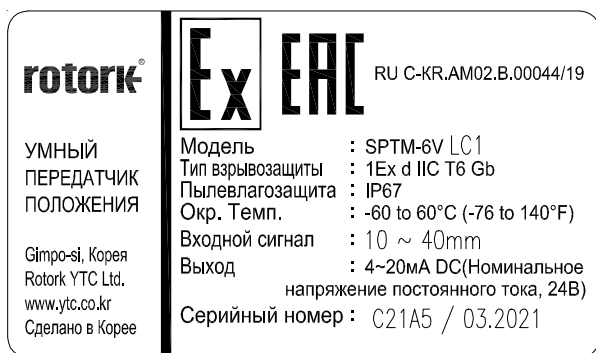 rotork®
УМНЫЙ
ПЕРЕДАТЧИК
ПОЛОЖЕНИЯ
Gimpo-si, Корея
Rotork YTC Ltd.
www.ytc.co.kr
Сделано в Корее
Ex EAC RU C-KR.AM02.B.00044/19
Модель : SPTM-6V LC1
Тип взрывозащиты : 1Ex d IIC T6 Gb
Пылевлагозащита : IP67
Окр. Темп. : -60 to 60°C (-76 to 140°F)
Входной сигнал : 10 ~ 40mm
Выход : 4~20мА DC(Номинальное
напряжение постоянного тока, 24В)
Серийный номер : C21A5 / 03.2021